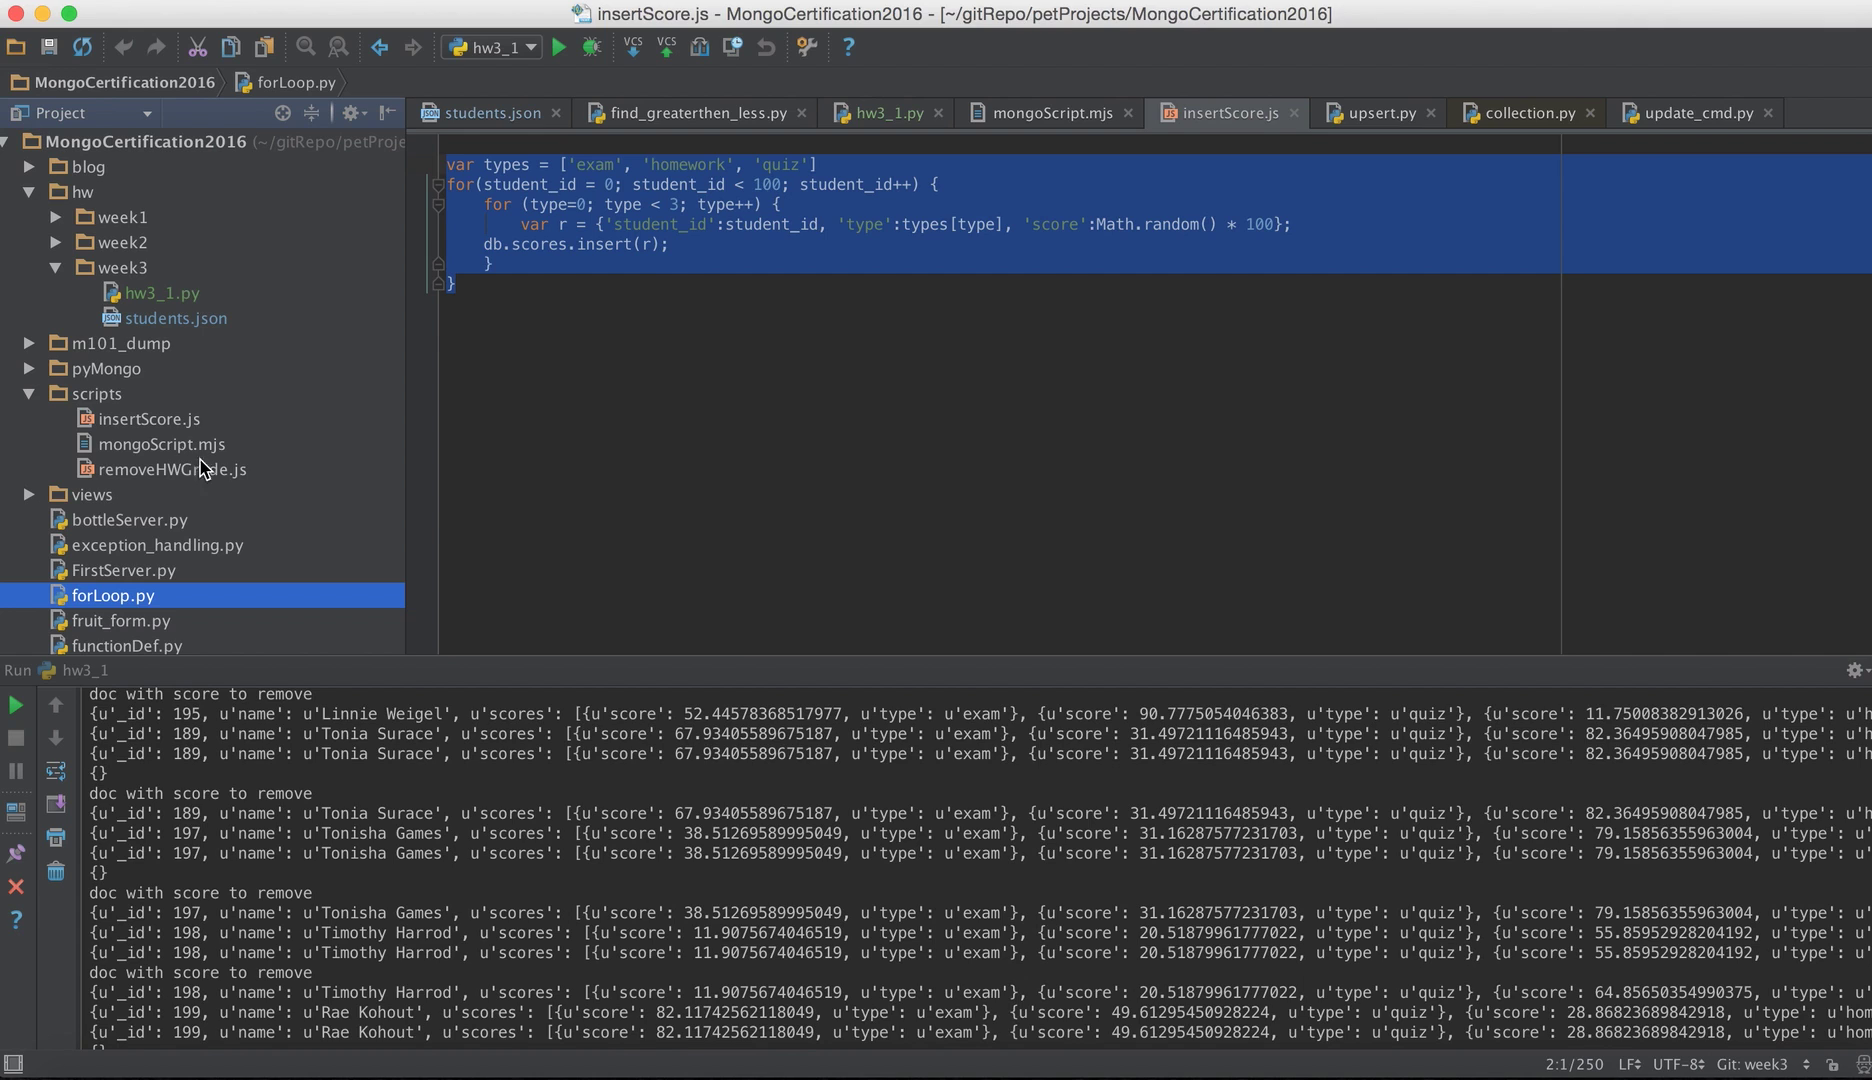 insertScore.js - MongoCertification2016 - [~/gitRepo/petProjects/MongoCertification2016]
hw3_1
VCS VCS
MongoCertification2016 forLoop.py
Project
students.json find_greaterthen_less.py hw3_1.py mongoScript.mjs insertScore.js upsert.py collection.py update_cmd.py
MongoCertification2016 (~/gitRepo/petProje
blog
hw
week1
week2
week3
hw3_1.py
students.json
m101_dump
pyMongo
scripts
insertScore.js
mongoScript.mjs
removeHWGr de.js
views
bottleServer.py
exception_handling.py
FirstServer.py
forLoop.py
fruit_form.py
functionDef.py
var types = ['exam', 'homework', 'quiz']
for(student_id = 0; student_id < 100; student_id++) {
for (type=0; type < 3; type++) {
var r = {'student_id':student_id, 'type':types[type], 'score':Math.random() * 100};
db.scores.insert(r);
}
}
Run hw3_1
doc with score to remove
{u'_id': 195, u'name': u'Linnie Weigel', u'scores': [{u'score': 52.44578368517977, u'type': u'exam'}, {u'score': 90.7775054046383, u'type': u'quiz'}, {u'score': 11.75008382913026, u'type': u'h
{u'_id': 189, u'name': u'Tonia Surace', u'scores': [{u'score': 67.93405589675187, u'type': u'exam'}, {u'score': 31.49721116485943, u'type': u'quiz'}, {u'score': 82.36495908047985, u'type': u'
{u'_id': 189, u'name': u'Tonia Surace', u'scores': [{u'score': 67.93405589675187, u'type': u'exam'}, {u'score': 31.49721116485943, u'type': u'quiz'}, {u'score': 82.36495908047985, u'type': u'
{}
doc with score to remove
{u'_id': 189, u'name': u'Tonia Surace', u'scores': [{u'score': 67.93405589675187, u'type': u'exam'}, {u'score': 31.49721116485943, u'type': u'quiz'}, {u'score': 82.36495908047985, u'type': u'
{u'_id': 197, u'name': u'Tonisha Games', u'scores': [{u'score': 38.51269589995049, u'type': u'exam'}, {u'score': 31.16287577231703, u'type': u'quiz'}, {u'score': 79.15856355963004, u'type': u
{u'_id': 197, u'name': u'Tonisha Games', u'scores': [{u'score': 38.51269589995049, u'type': u'exam'}, {u'score': 31.16287577231703, u'type': u'quiz'}, {u'score': 79.15856355963004, u'type': u
{}
doc with score to remove
{u'_id': 197, u'name': u'Tonisha Games', u'scores': [{u'score': 38.51269589995049, u'type': u'exam'}, {u'score': 31.16287577231703, u'type': u'quiz'}, {u'score': 79.15856355963004, u'type': u
{u'_id': 198, u'name': u'Timothy Harrod', u'scores': [{u'score': 11.9075674046519, u'type': u'exam'}, {u'score': 20.51879961777022, u'type': u'quiz'}, {u'score': 55.85952928204192, u'type': u
{u'_id': 198, u'name': u'Timothy Harrod', u'scores': [{u'score': 11.9075674046519, u'type': u'exam'}, {u'score': 20.51879961777022, u'type': u'quiz'}, {u'score': 55.85952928204192, u'type': u
doc with score to remove
{u'_id': 198, u'name': u'Timothy Harrod', u'scores': [{u'score': 11.9075674046519, u'type': u'exam'}, {u'score': 20.51879961777022, u'type': u'quiz'}, {u'score': 64.85650354990375, u'type': u
{u'_id': 199, u'name': u'Rae Kohout', u'scores': [{u'score': 82.11742562118049, u'type': u'exam'}, {u'score': 49.61295450928224, u'type': u'quiz'}, {u'score': 28.86823689842918, u'type': u'hom
{u'_id': 199, u'name': u'Rae Kohout', u'scores': [{u'score': 82.11742562118049, u'type': u'exam'}, {u'score': 49.61295450928224, u'type': u'quiz'}, {u'score': 28.86823689842918, u'type': u'hom
2:1/250 LF UTF-8 Git: week3